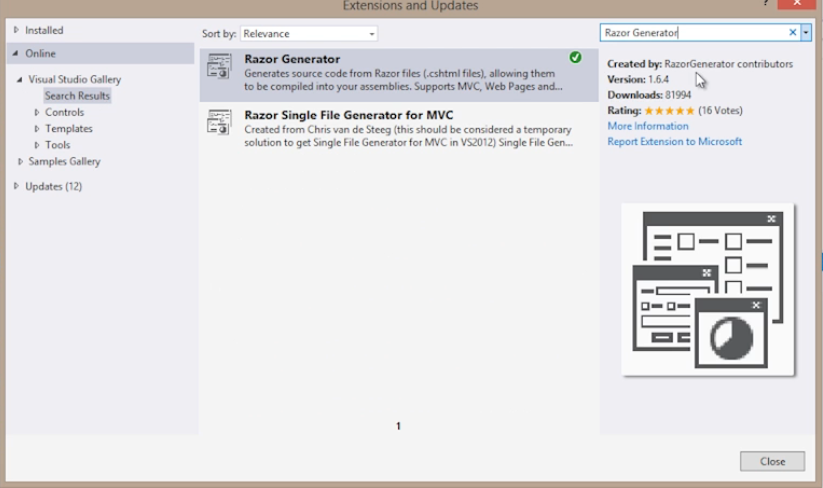 Extensions and Updates
?
x
Installed
Sort by: Relevance
Razor Generator
x
Online
Visual Studio Gallery
Search Results
Controls
Templates
Tools
Samples Gallery
Updates (12)
Razor Generator
Generates source code from Razor files (.cshtml files), allowing them
to be compiled into your assemblies. Supports MVC, Web Pages and...
Razor Single File Generator for MVC
Created from Chris van de Steeg (this should be considered a temporary
solution to get Single File Generator for MVC in VS2012) Single File Gen...
1
Created by: RazorGenerator contributors
Version: 1.6.4
Downloads: 81994
Rating: ★★★★★ (16 Votes)
More Information
Report Extension to Microsoft
Close